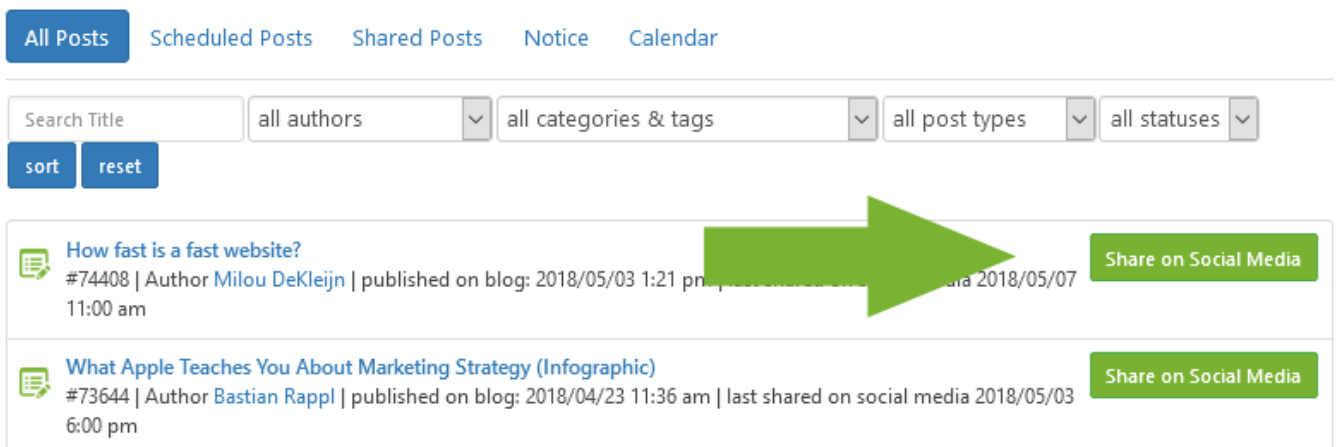 All Posts Scheduled Posts Shared Posts Notice Calendar
Search Title all authors all categories & tags all post types all statuses
sort reset
How fast is a fast website?
Share on Social Media
#74408 | Author Milou DeKleijn | published on blog: 2018/05/03 1:21 pm 2018/05/07
11:00 am
What Apple Teaches You About Marketing Strategy (Infographic)
Share on Social Media
#73644 | Author Bastian Rappl | published on blog: 2018/04/23 11:36 am | last shared on social media 2018/05/03
6:00 pm